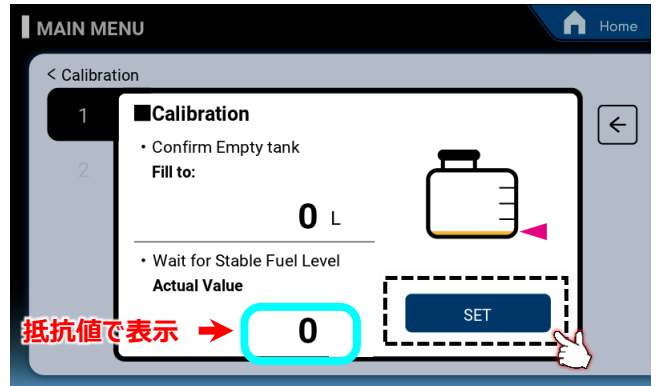 MAIN MENU
Home
< Calibration
1
2
■Calibration
・Confirm Empty tank
Fill to:
0 L
・Wait for Stable Fuel Level
Actual Value
0
SET
抵抗値で表示